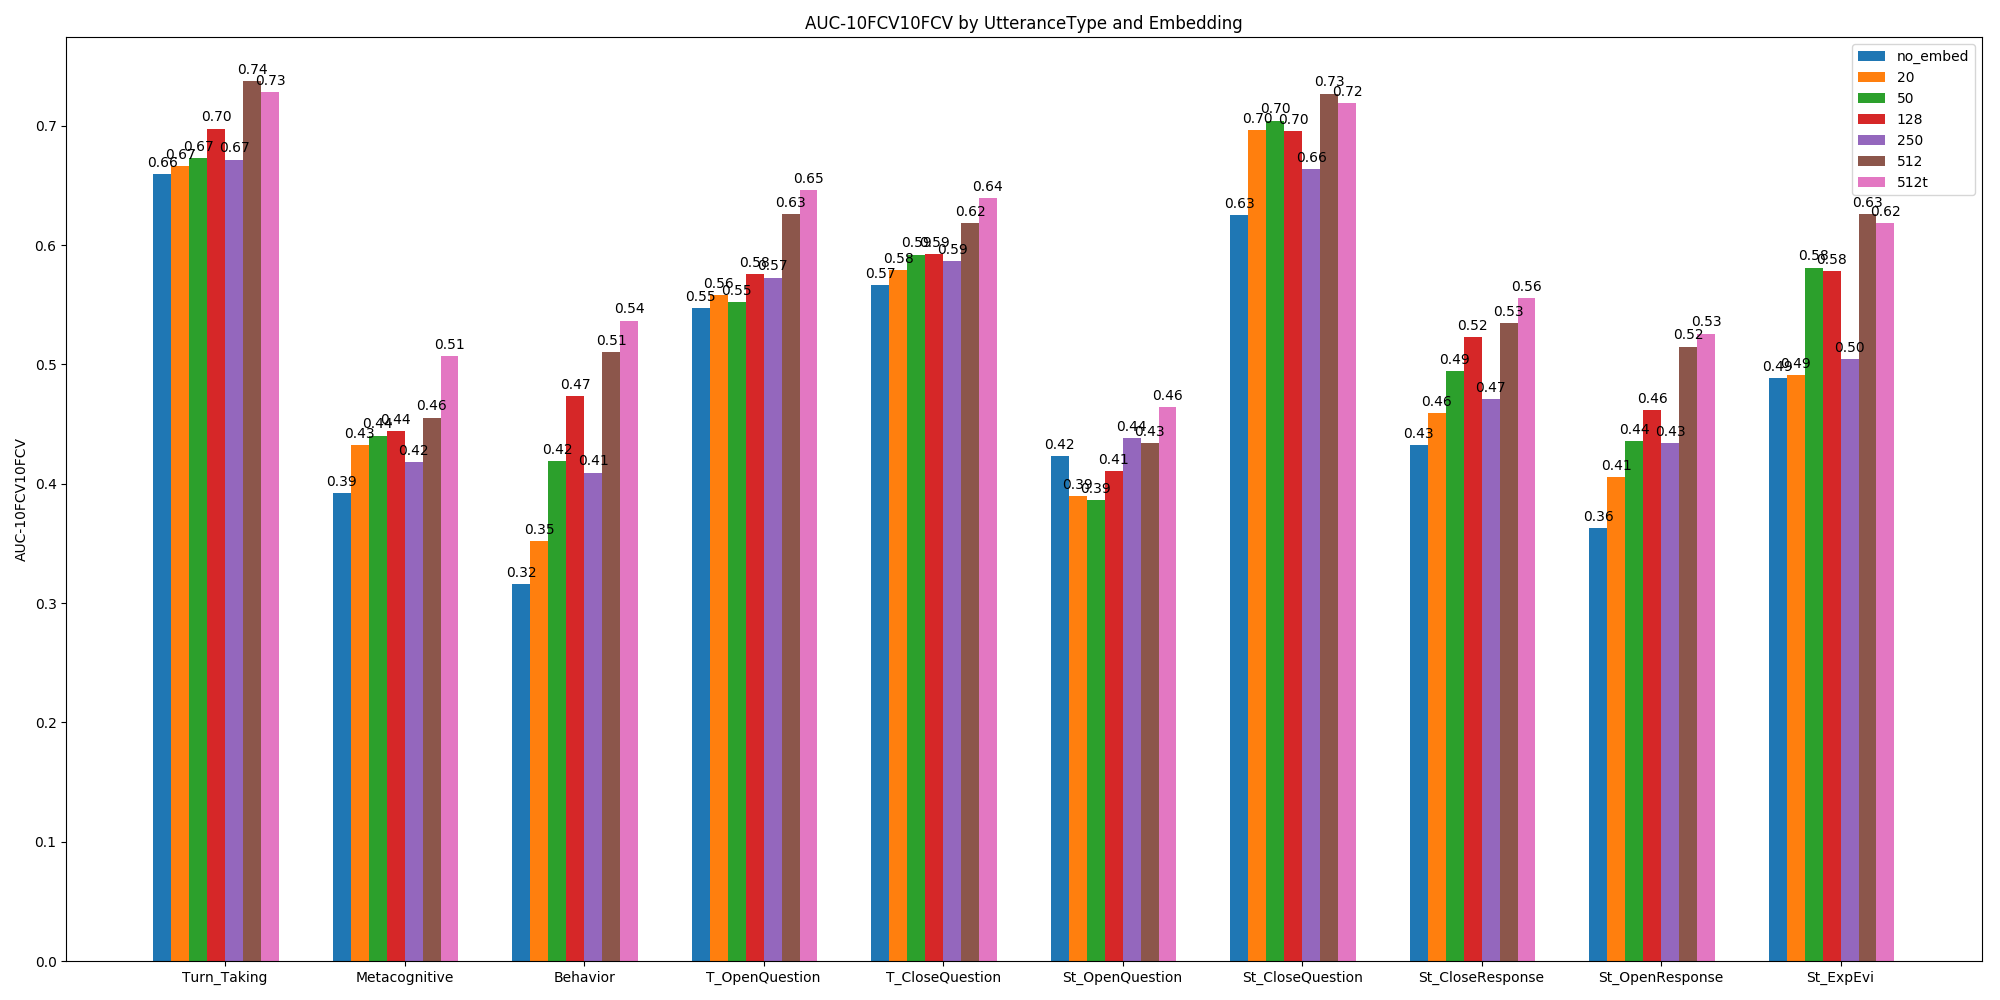 AUC-10FCV10FCV by UtteranceType and Embedding
no_embed
20
50
128
250
512
512t
AUC-10FCV10FCV
0.7
0.6
0.5
0.4
0.3
0.2
0.1
0.0
0.66 0.67 0.67 0.70 0.67 0.74 0.73
0.39 0.43 0.44 0.44 0.42 0.46 0.51
0.32 0.35 0.42 0.47 0.41 0.51 0.54
0.55 0.56 0.55 0.58 0.57 0.63 0.65
0.57 0.58 0.59 0.59 0.59 0.62 0.64
0.42 0.39 0.39 0.41 0.44 0.43 0.46
0.63 0.70 0.70 0.70 0.66 0.73 0.72
0.43 0.46 0.49 0.52 0.47 0.53 0.56
0.36 0.41 0.44 0.46 0.43 0.52 0.53
0.49 0.49 0.58 0.58 0.50 0.63 0.62
Turn_Taking Metacognitive Behavior T_OpenQuestion T_CloseQuestion St_OpenQuestion St_CloseQuestion St_CloseResponse St_OpenResponse St_ExpEvi